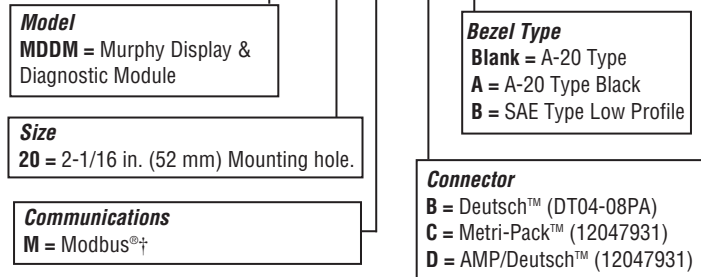 Model
MDDM = Murphy Display &
Diagnostic Module
Size
20 = 2-1/16 in. (52 mm) Mounting hole.
Communications
M = Modbus®†
Bezel Type
Blank = A-20 Type
A = A-20 Type Black
B = SAE Type Low Profile
Connector
B = Deutsch™ (DT04-08PA)
C = Metri-Pack™ (12047931)
D = AMP/Deutsch™ (12047931)